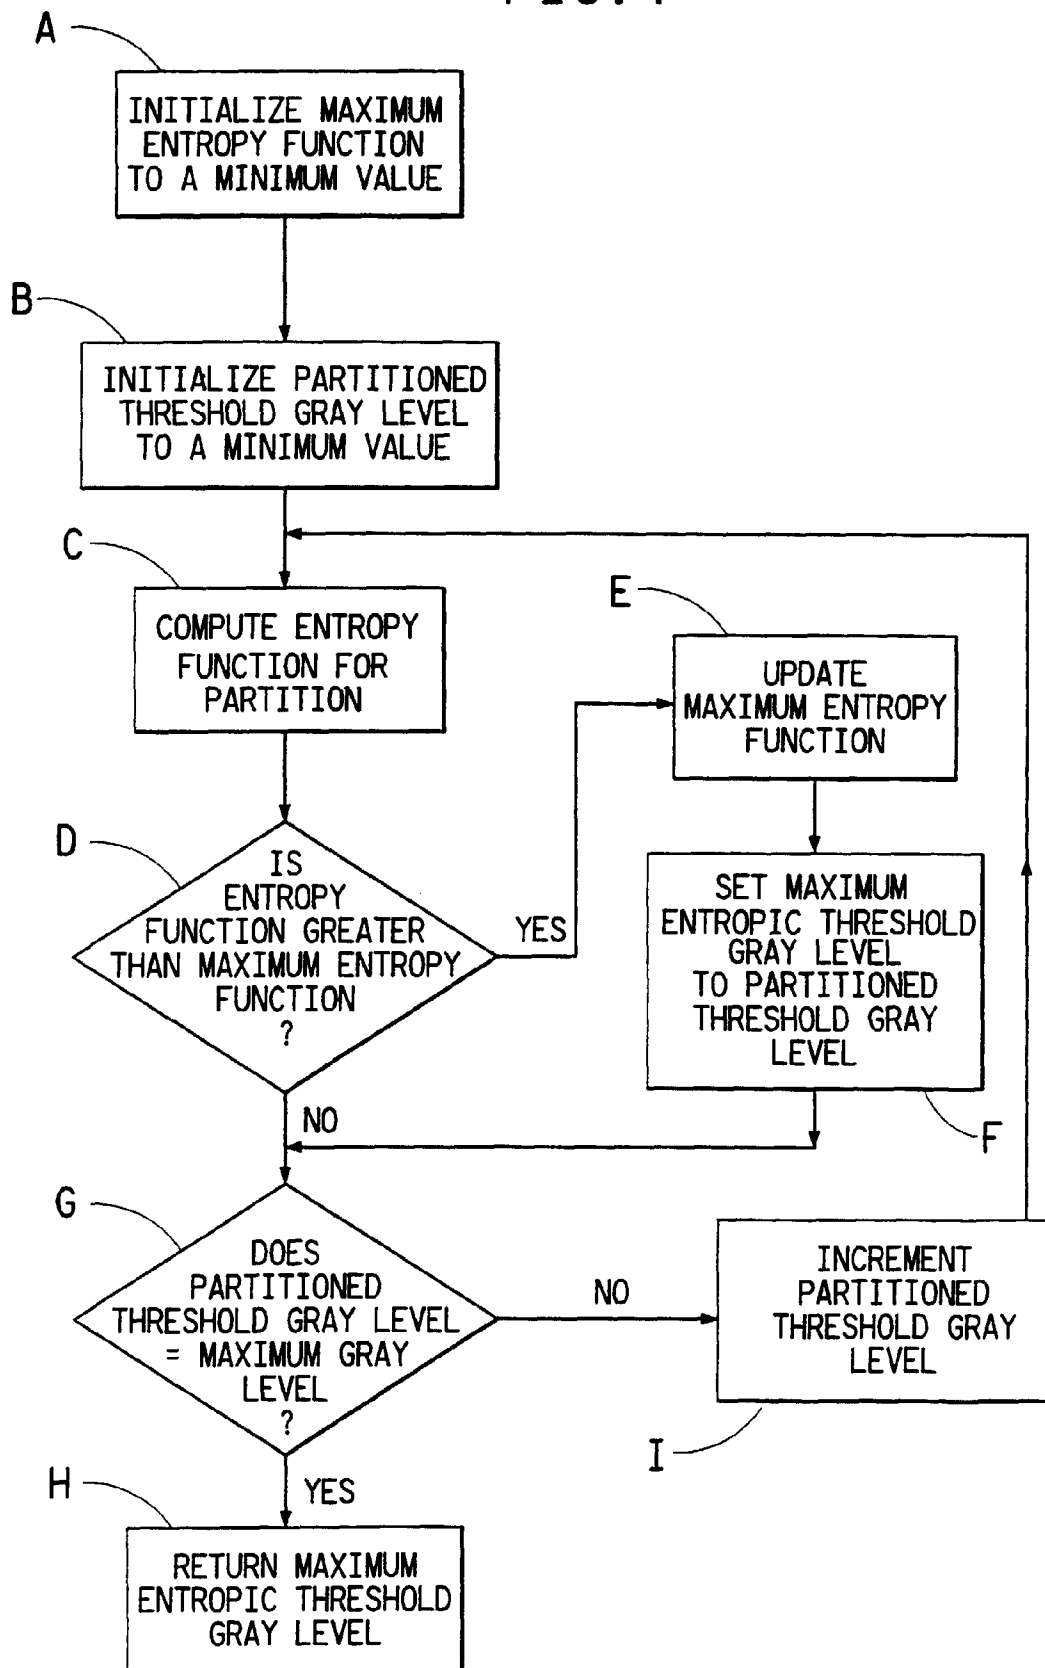 A
INITIALIZE MAXIMUM
ENTROPY FUNCTION
TO A MINIMUM VALUE
B
INITIALIZE PARTITIONED
THRESHOLD GRAY LEVEL
TO A MINIMUM VALUE
C
COMPUTE ENTROPY
FUNCTION FOR
PARTITION
D
IS
ENTROPY
FUNCTION GREATER
THAN MAXIMUM ENTROPY
FUNCTION
?
YES
E
UPDATE
MAXIMUM ENTROPY
FUNCTION
SET MAXIMUM
ENTROPIC THRESHOLD
GRAY LEVEL
TO PARTITIONED
THRESHOLD GRAY
LEVEL
F
NO
G
DOES
PARTITIONED
THRESHOLD GRAY LEVEL
= MAXIMUM GRAY
LEVEL
?
NO
INCREMENT
PARTITIONED
THRESHOLD GRAY
LEVEL
I
YES
H
RETURN MAXIMUM
ENTROPIC THRESHOLD
GRAY LEVEL